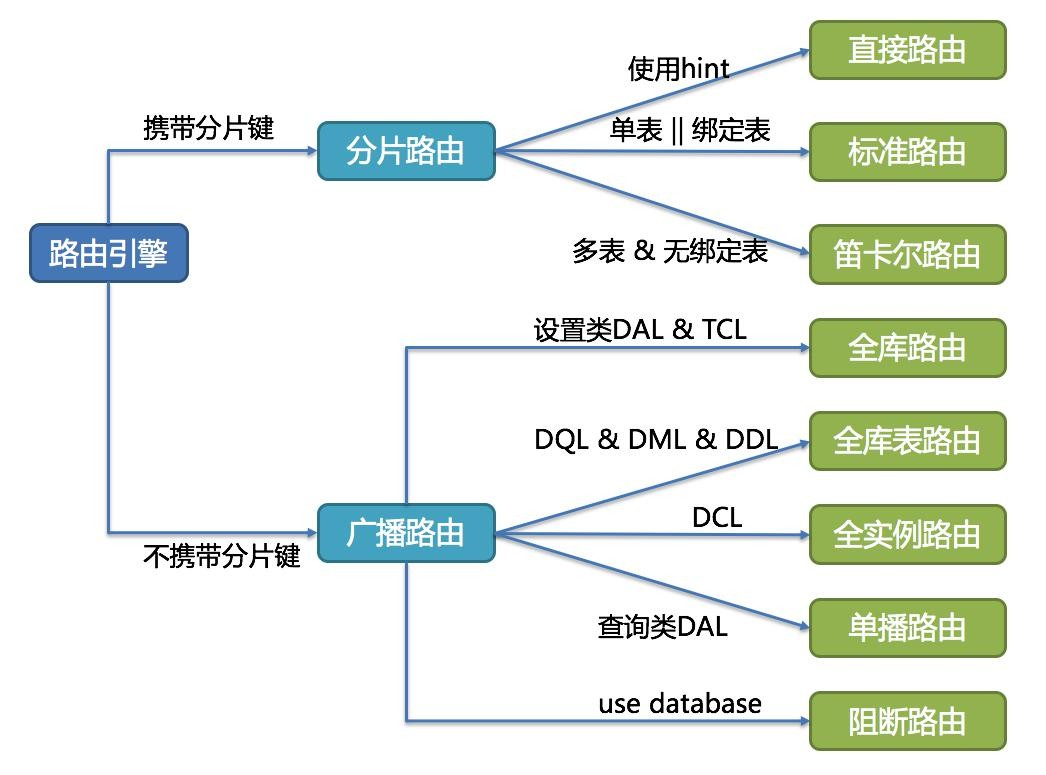 使用hint
直接路由
携带分片键
分片路由
单表 || 绑定表
标准路由
路由引擎
多表 & 无绑定表
笛卡尔路由
设置类DAL & TCL
全库路由
DQL & DML & DDL
全库表路由
广播路由
DCL
全实例路由
不携带分片键
查询类DAL
单播路由
use database
阻断路由